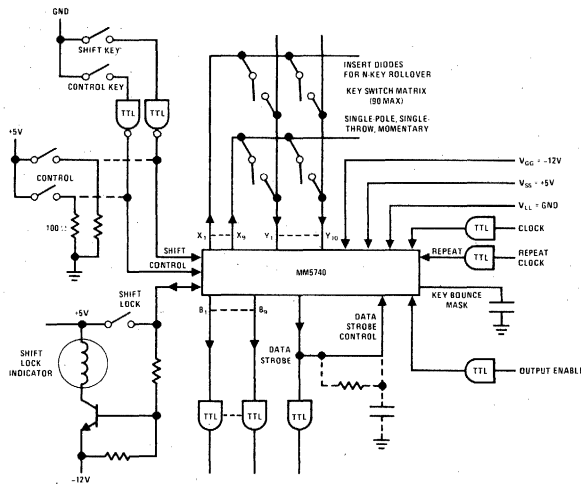 GND
SHIFT KEY
CONTROL KEY
TTL
TTL
+5V
CONTROL
100Ω
INSERT DIODES
FOR N-KEY ROLLOVER
KEY SWITCH MATRIX
(90 MAX)
SINGLE-POLE, SINGLE-
THROW, MOMENTARY
VGG = -12V
VSS = +5V
VLL = GND
TTL
CLOCK
REPEAT
TTL
REPEAT
CLOCK
X1
X9
Y1
Y10
SHIFT
CONTROL
MM5740
KEY BOUNCE
MASK
SHIFT
LOCK
+5V
SHIFT
LOCK
INDICATOR
B1
B9
DATA
STROBE
DATA
STROBE
CONTROL
TTL
OUTPUT ENABLE
TTL
TTL
TTL
-12V